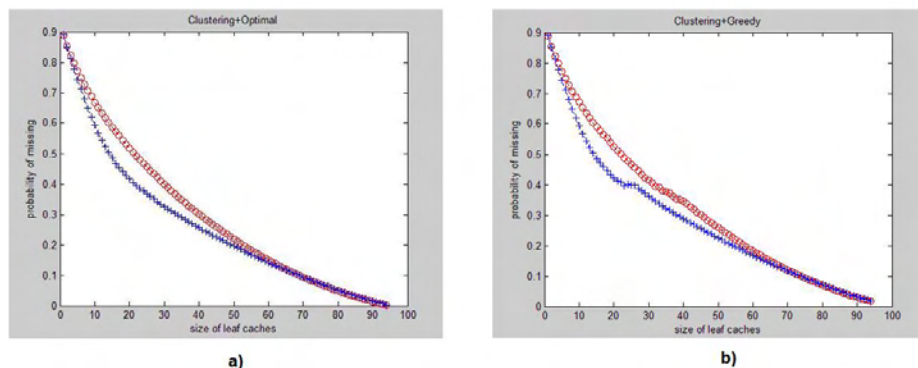 Clustering+Optimal
0.9
0.8
0.7
0.6
0.5
0.4
0.3
0.2
0.1
0
probability of missing
0 10 20 30 40 50 60 70 80 90 100
size of leaf caches
a)
Clustering+Greedy
0.9
0.8
0.7
0.6
0.5
0.4
0.3
0.2
0.1
0
probability of missing
0 10 20 30 40 50 60 70 80 90 100
size of leaf caches
b)